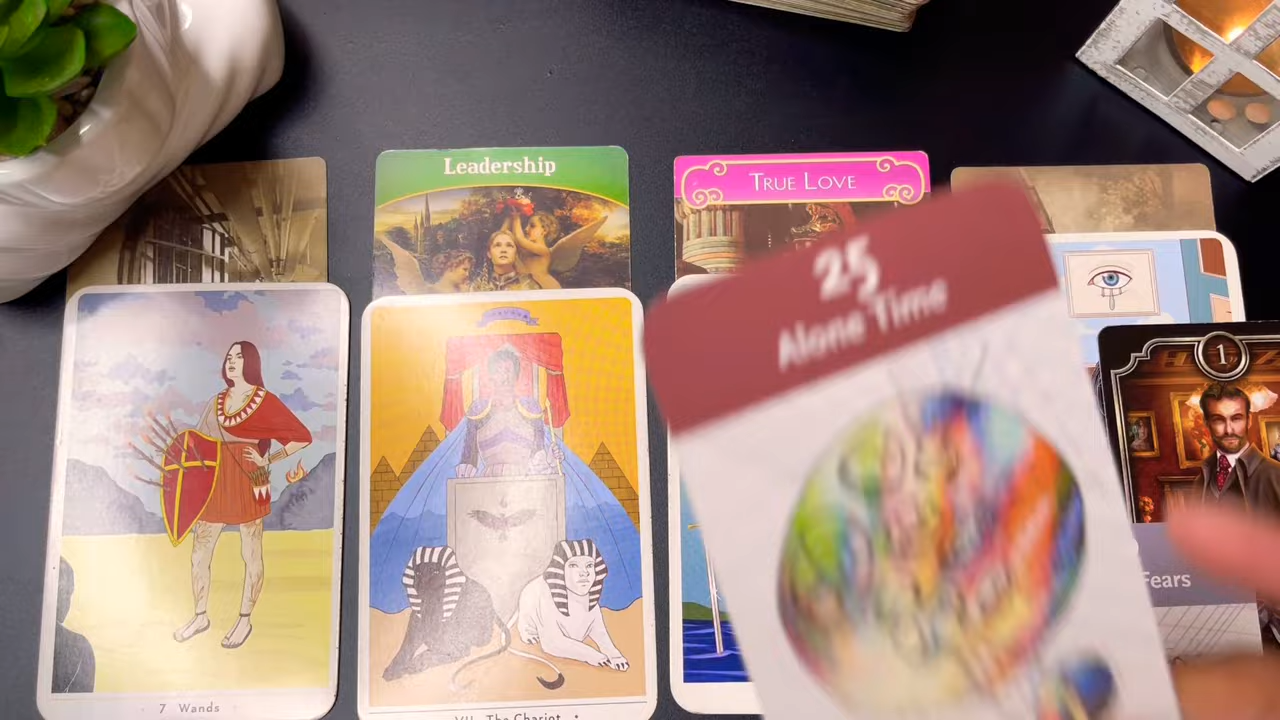 Leadership
TRUE LOVE
25
Alone Time
1
Fears
7 Wands
VII The Chariot